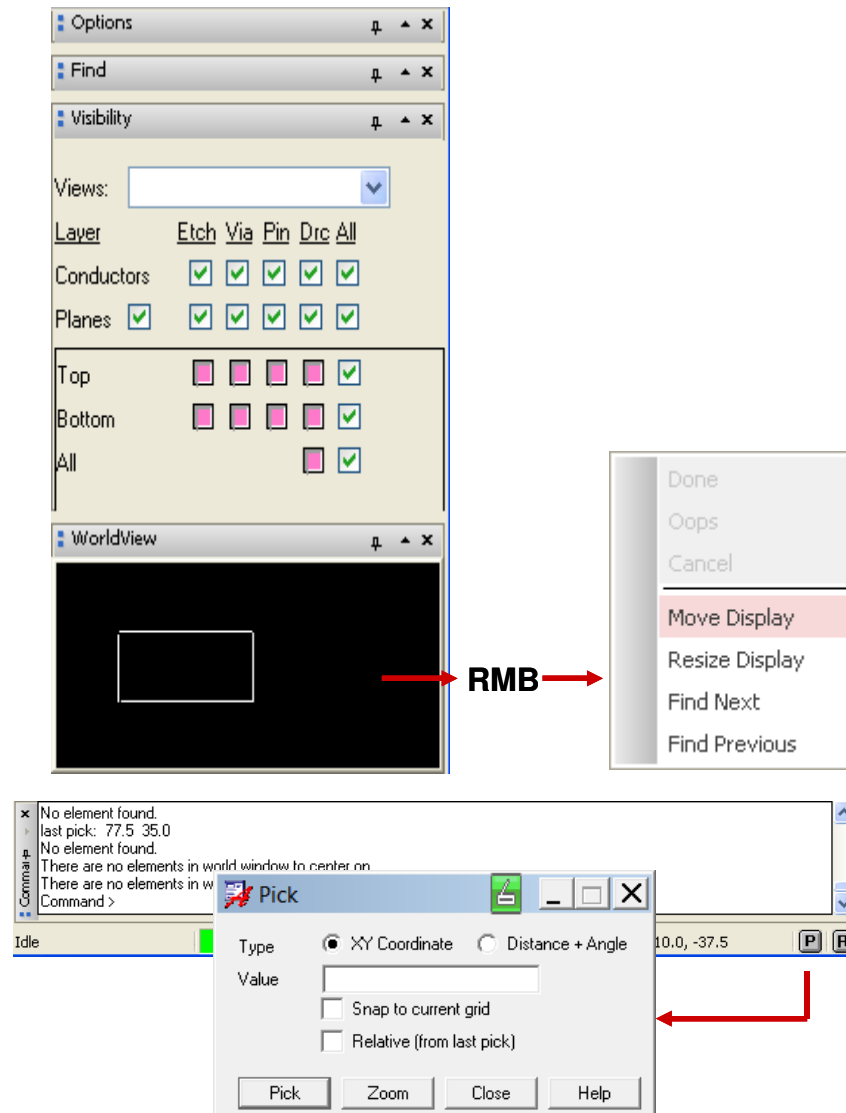 Options
Find
Visibility
Views:
Layer Etch Via Pin Drc All
Conductors
Planes
Top
Bottom
All
WorldView
RMB
Done
Oops
Cancel
Move Display
Resize Display
Find Next
Find Previous
No element found.
last pick: 77.5 35.0
No element found.
There are no elements in world window to center on
There are no elements in w
Command >
Idle
Pick
Type XY Coordinate Distance + Angle
Value
Snap to current grid
Relative (from last pick)
Pick Zoom Close Help
10.0, -37.5
P
R